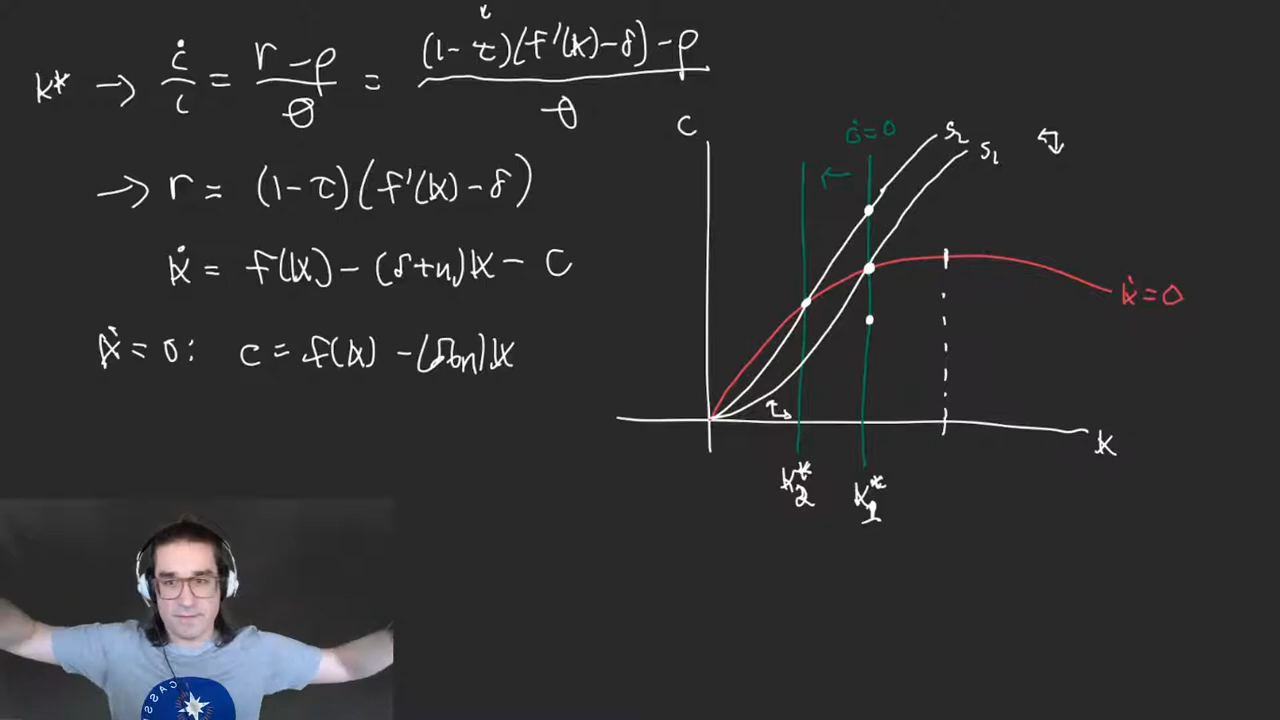 k* → ċ/c = (r − ρ)/θ = ((1−τ)(f'(k)−δ) − ρ)/θ
→ r = (1−τ)(f'(k)−δ)
k̇ = f(k) − (δ+n)k − c
k̇ = 0: c = f(k) − (δ+n)k
c
ċ=0
←
S₂
S₁
k̇=0
k
k₂*
k₁*